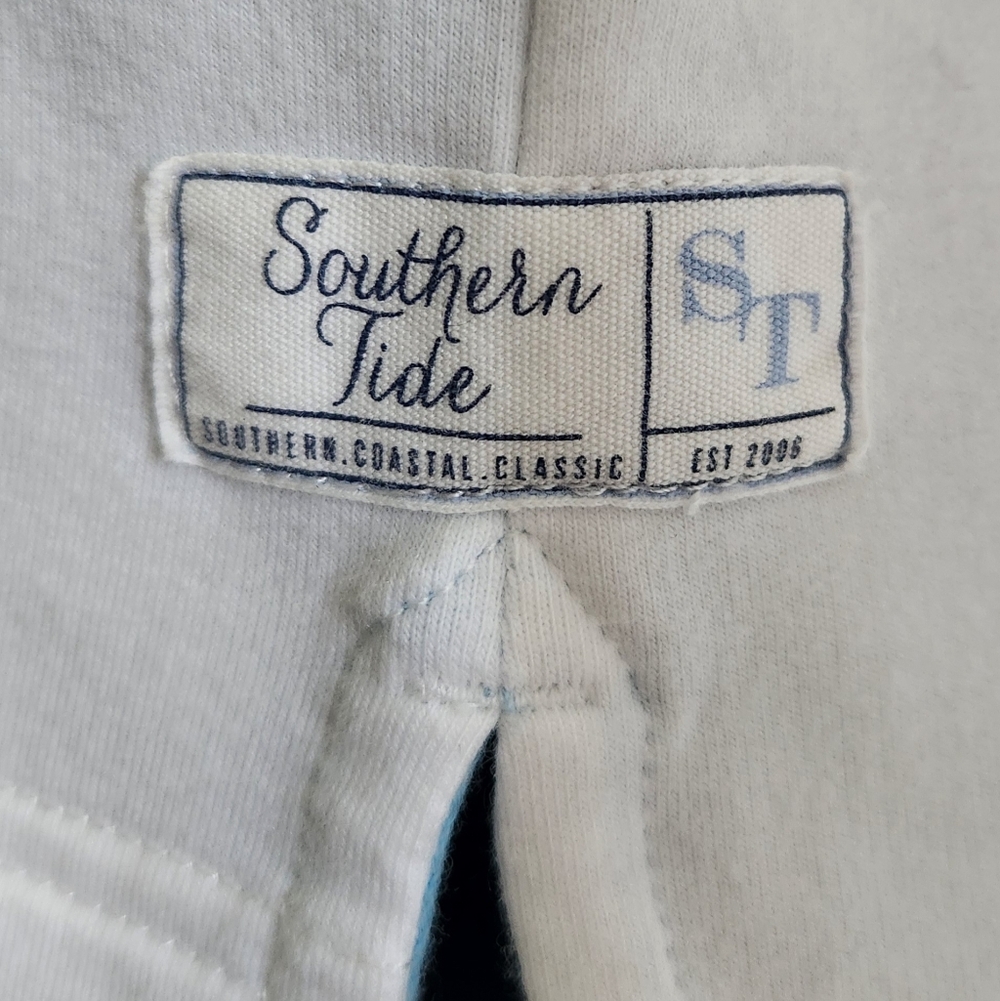 Southern
Tide
SOUTHERN.COASTAL.CLASSIC
ST
EST 2006